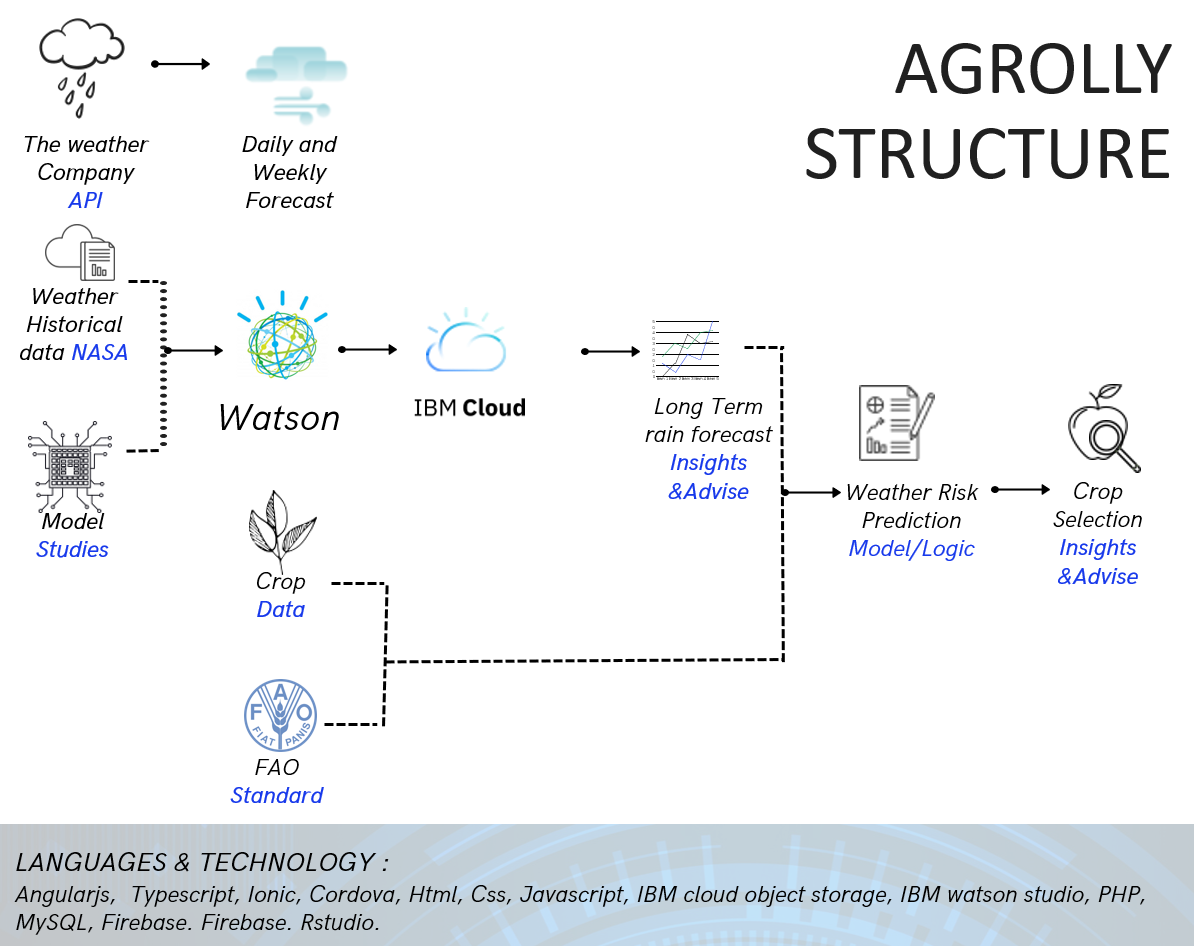 AGROLLY
STRUCTURE
The weather
Company
API
Daily and
Weekly
Forecast
Weather
Historical
data NASA
Watson
IBM Cloud
Long Term
rain forecast
Insights
&Advise
Model
Studies
Weather Risk
Prediction
Model/Logic
Crop
Selection
Insights
&Advise
Crop
Data
F A O
FIAT PANIS
FAO
Standard
LANGUAGES & TECHNOLOGY :
Angularjs, Typescript, Ionic, Cordova, Html, Css, Javascript, IBM cloud object storage, IBM watson studio, PHP,
MySQL, Firebase. Firebase. Rstudio.